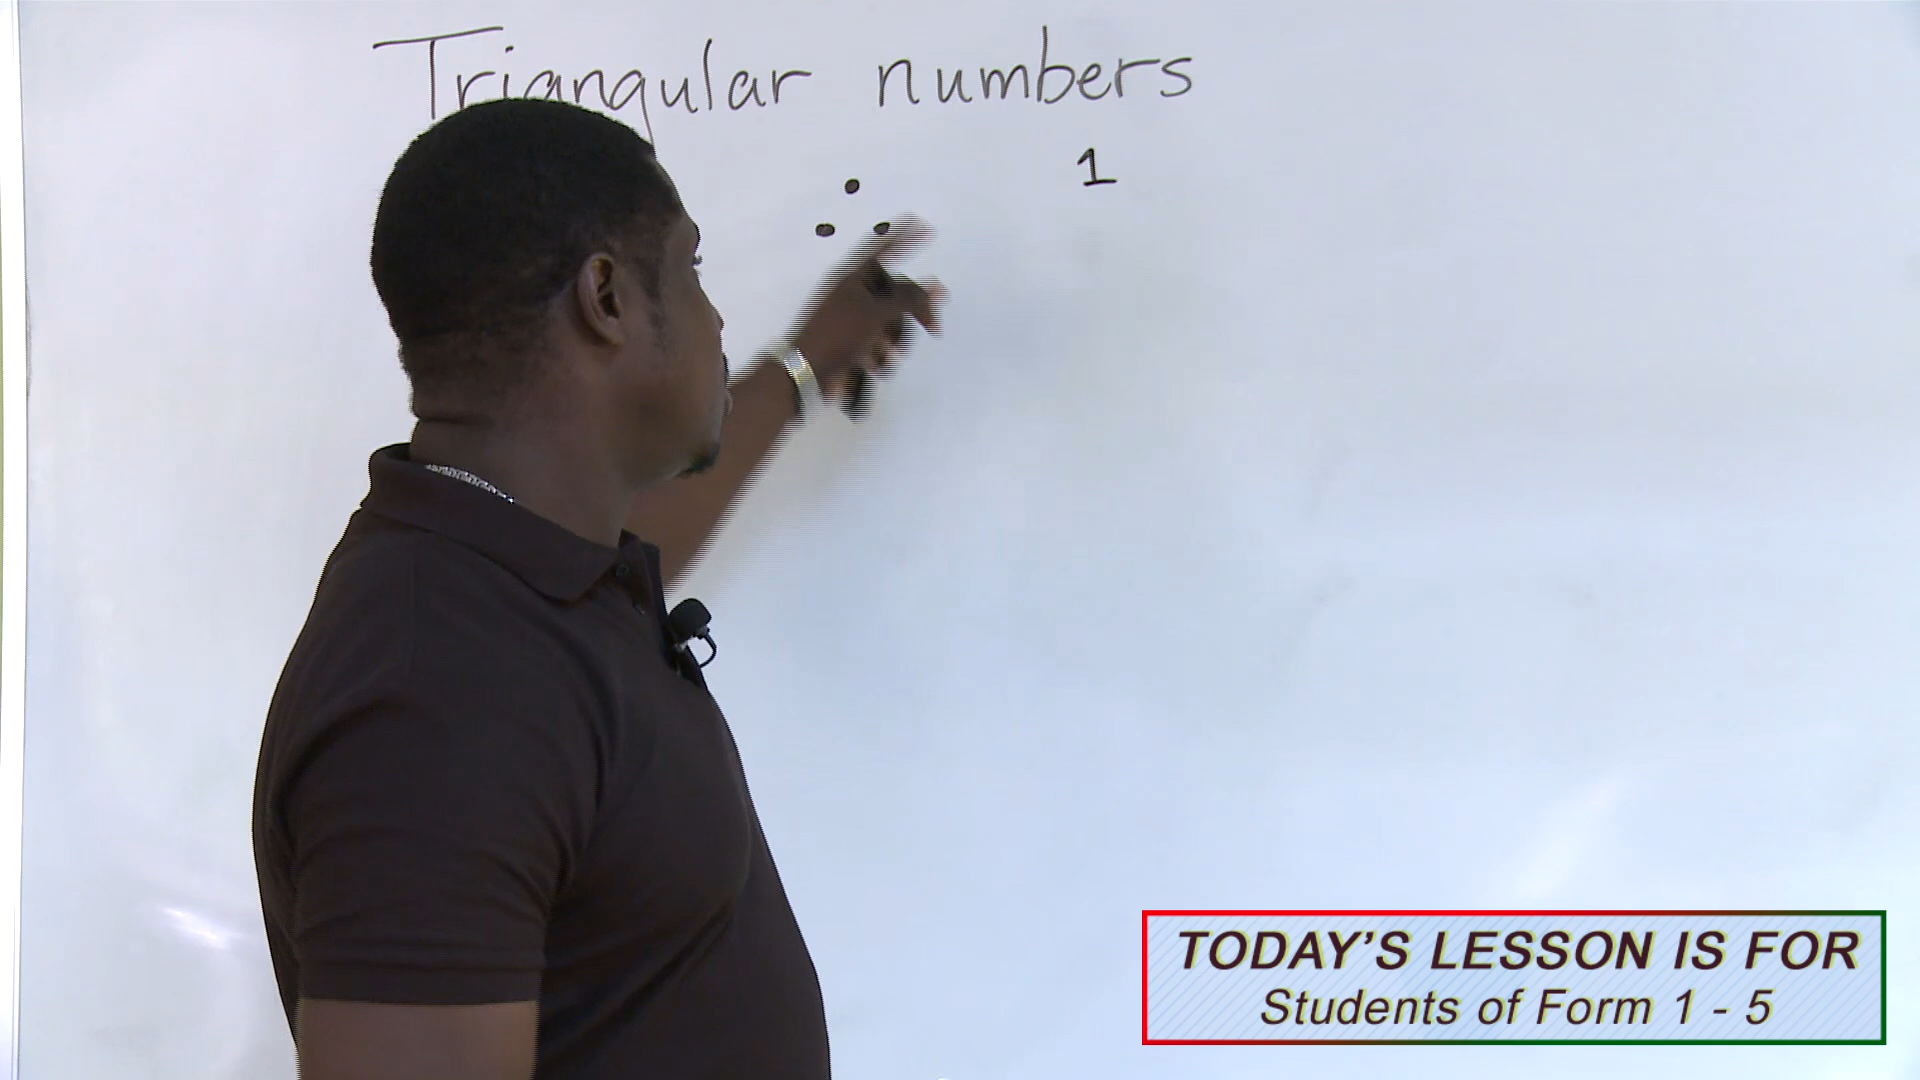 Triangular numbers
1
TODAY'S LESSON IS FOR
Students of Form 1 - 5